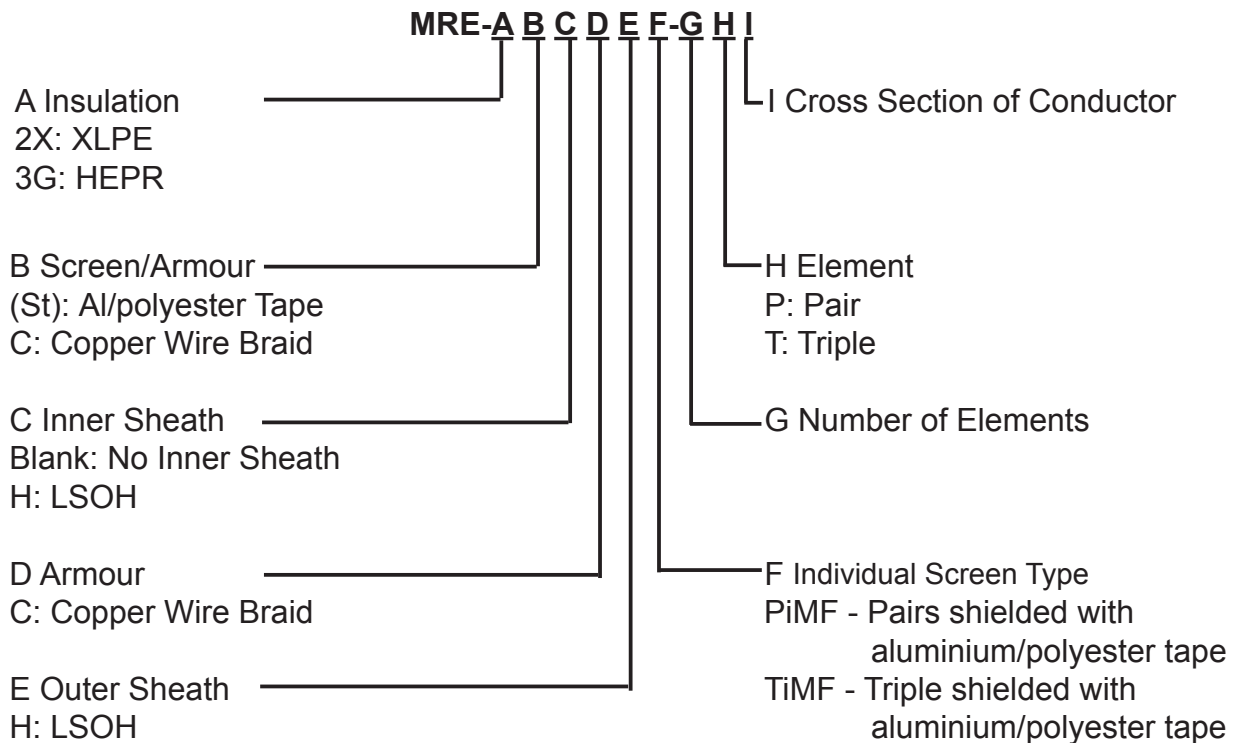 MRE-A B C D E F-G H I
A Insulation
2X: XLPE
3G: HEPR
B Screen/Armour
(St): Al/polyester Tape
C: Copper Wire Braid
C Inner Sheath
Blank: No Inner Sheath
H: LSOH
D Armour
C: Copper Wire Braid
E Outer Sheath
H: LSOH
I Cross Section of Conductor
H Element
P: Pair
T: Triple
G Number of Elements
F Individual Screen Type
PiMF - Pairs shielded with
aluminium/polyester tape
TiMF - Triple shielded with
aluminium/polyester tape